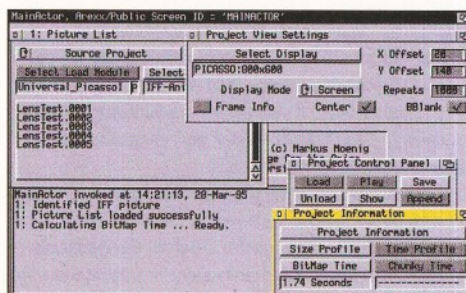 MainActor, Arexx/Public Screen ID = 'MAINACTOR'
1: Picture List
Source Project
Select Load Module
Select
Universal_Picasso
IFF-Ani
LensTest.0001
LensTest.0002
LensTest.0003
LensTest.0004
LensTest.0005
Project View Settings
Select Display
X Offset 20
PICASSO:800x600
Y Offset 140
Display Mode Screen
Repeats 1000
Frame Info Center BBlank
(c) Markus Moenig
Project Control Panel
Load Play Save
Unload Show Append
MainActor invoked at 14:21:13, 20-Mar-95
1: Identified IFF picture
1: Picture List loaded successfully
1: Calculating BitMap Time ... Ready.
Project Information
Project Information
Size Profile Time Profile
BitMap Time Chunky Time
1.74 Seconds ---------------